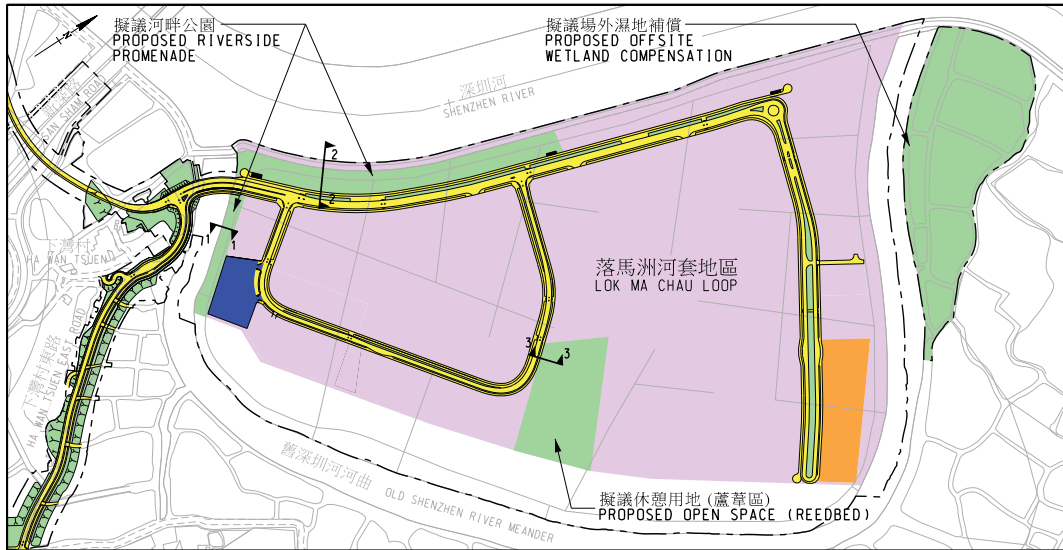 擬議河畔公園
PROPOSED RIVERSIDE
PROMENADE
擬議場外濕地補償
PROPOSED OFFSITE
WETLAND COMPENSATION
N
深圳河
SHENZHEN RIVER
SAN SHAM ROAD
2
2
1
1
下灣村
HA WAN TSUEN
落馬洲河套地區
LOK MA CHAU LOOP
3
3
下灣村東路
HA WAN TSUEN EAST ROAD
舊深圳河河曲
OLD SHENZHEN RIVER MEANDER
擬議休憩用地 (蘆葦區)
PROPOSED OPEN SPACE (REEDBED)